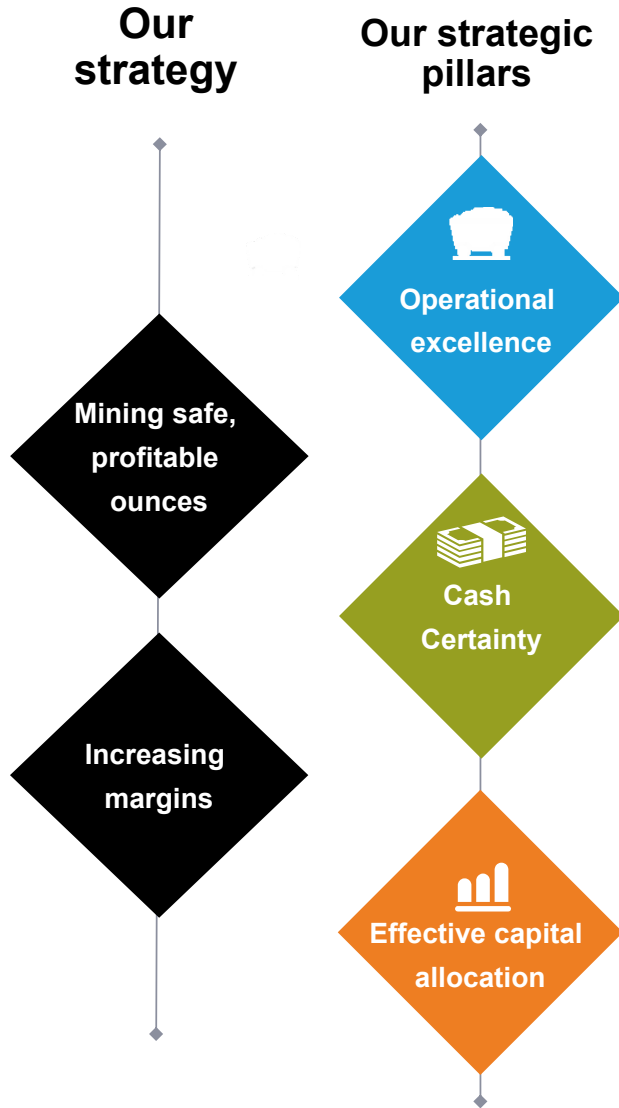 Our
strategy
Mining safe,
profitable
ounces
Increasing
margins
Our strategic
pillars
Operational
excellence
Cash
Certainty
Effective capital
allocation